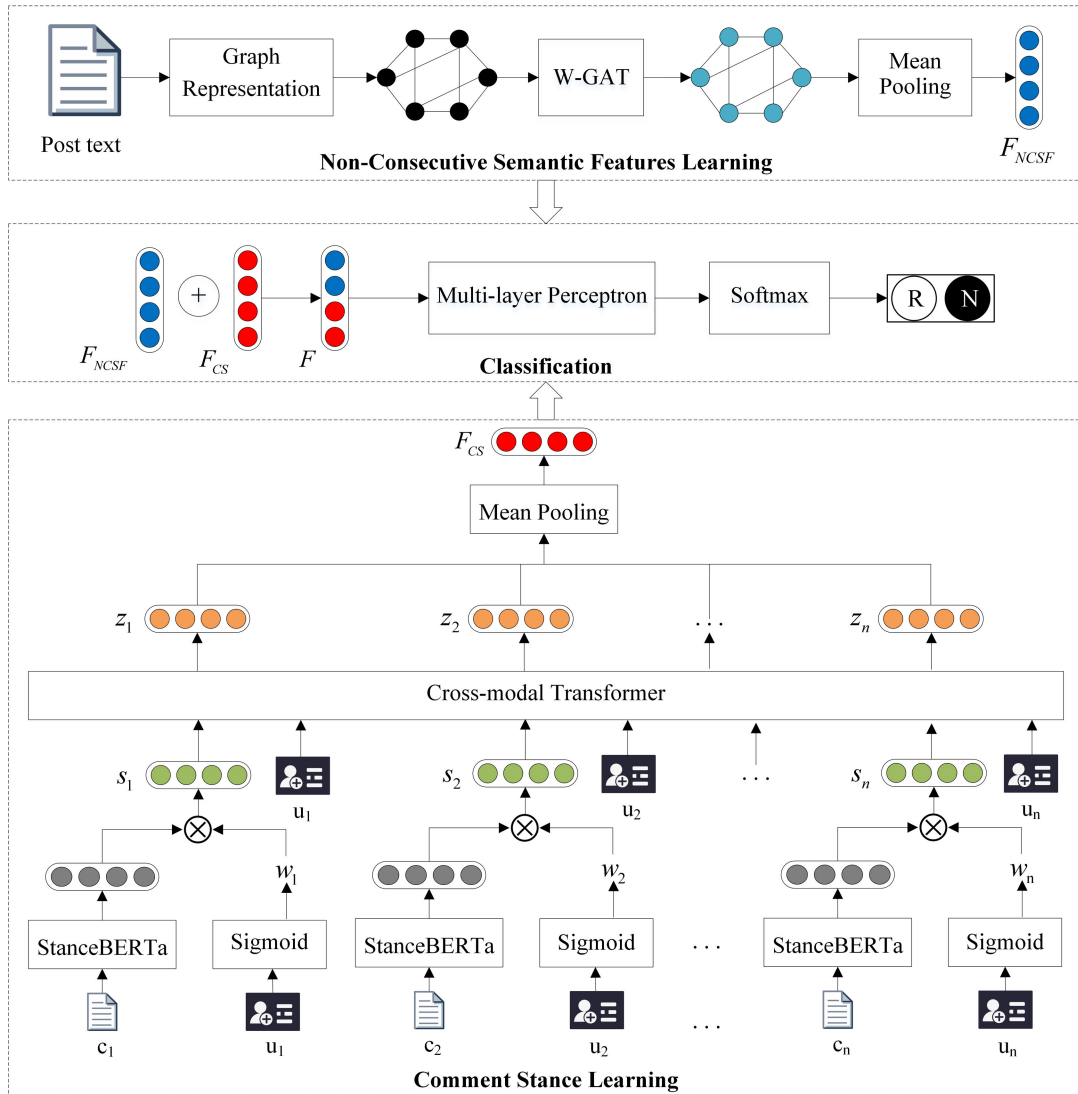 Graph
Representation
W-GAT
Mean
Pooling
Post text
F_NCSF
Non-Consecutive Semantic Features Learning
+
Multi-layer Perceptron
Softmax
R
N
F_NCSF
F_CS
F
Classification
F_CS
Mean Pooling
z_1
z_2
...
z_n
Cross-modal Transformer
s_1
u_1
s_2
u_2
...
s_n
u_n
w_1
w_2
w_n
StanceBERTa
Sigmoid
StanceBERTa
Sigmoid
...
StanceBERTa
Sigmoid
c_1
u_1
c_2
u_2
...
c_n
u_n
Comment Stance Learning